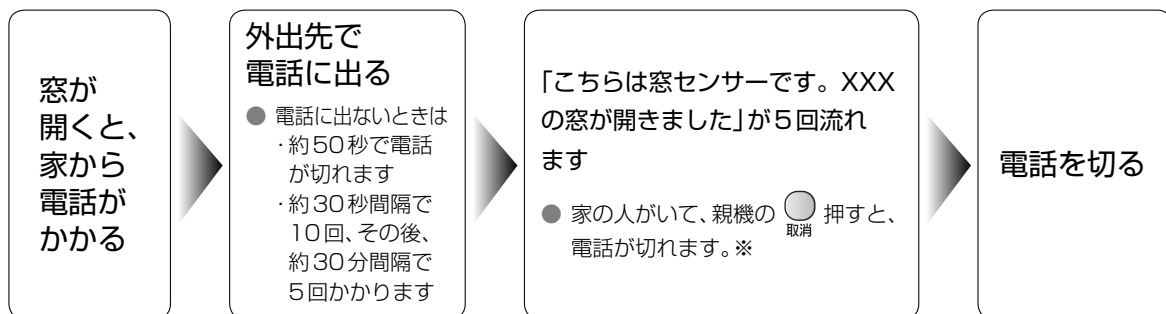 窓が
開くと、
家から
電話が
かかる
外出先で
電話に出る
● 電話に出ないときは
・約50秒で電話
が切れます
・約30秒間隔で
10回、その後、
約30分間隔で
5回かかります
「こちらは窓センサーです。XXX
の窓が開きました」が5回流れ
ます
● 家の人がいて、親機の 取消 押すと、
電話が切れます。※
電話を切る